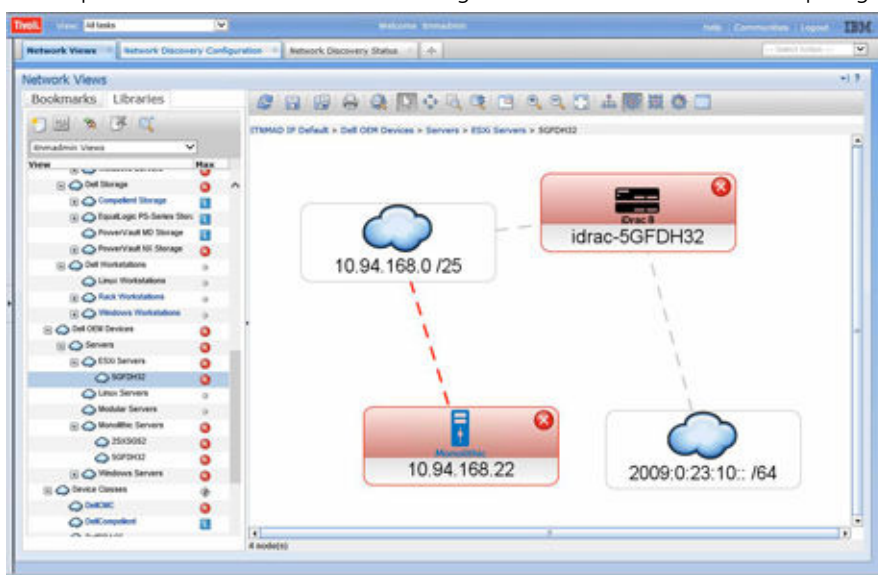 Tivoli. View: All tasks Welcome itnmadmin Help | Communities | Logout IBM
Network Views Network Discovery Configuration Network Discovery Status -- Select Action --
Network Views
Bookmarks Libraries
ITNMAD IP Default > Dell OEM Devices > Servers > ESXi Servers > 5GFDH32
Itnmadmin Views
View Max
Dell Storage
Compellent Storage
EqualLogic PS-Series Stor
PowerVault MD Storage
PowerVault NX Storage
Dell Workstations
Linux Workstations
Rack Workstations
Windows Workstations
Dell OEM Devices
Servers
ESXi Servers
5GFDH32
Linux Servers
Modular Servers
Monolithic Servers
5GFDH32
Windows Servers
Device Classes
DellCMC
DellCompellent
iDrac 8
idrac-5GFDH32
10.94.168.0 /25
Monolithic
10.94.168.22
2009:0:23:10:: /64
4 node(s)